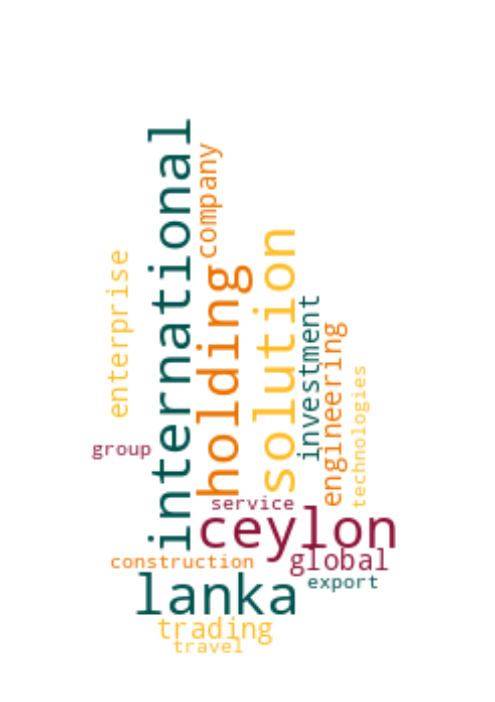 international
company
enterprise
holding
solution
investment
engineering
technologies
group
service
ceylon
construction
global
lanka
export
trading
travel